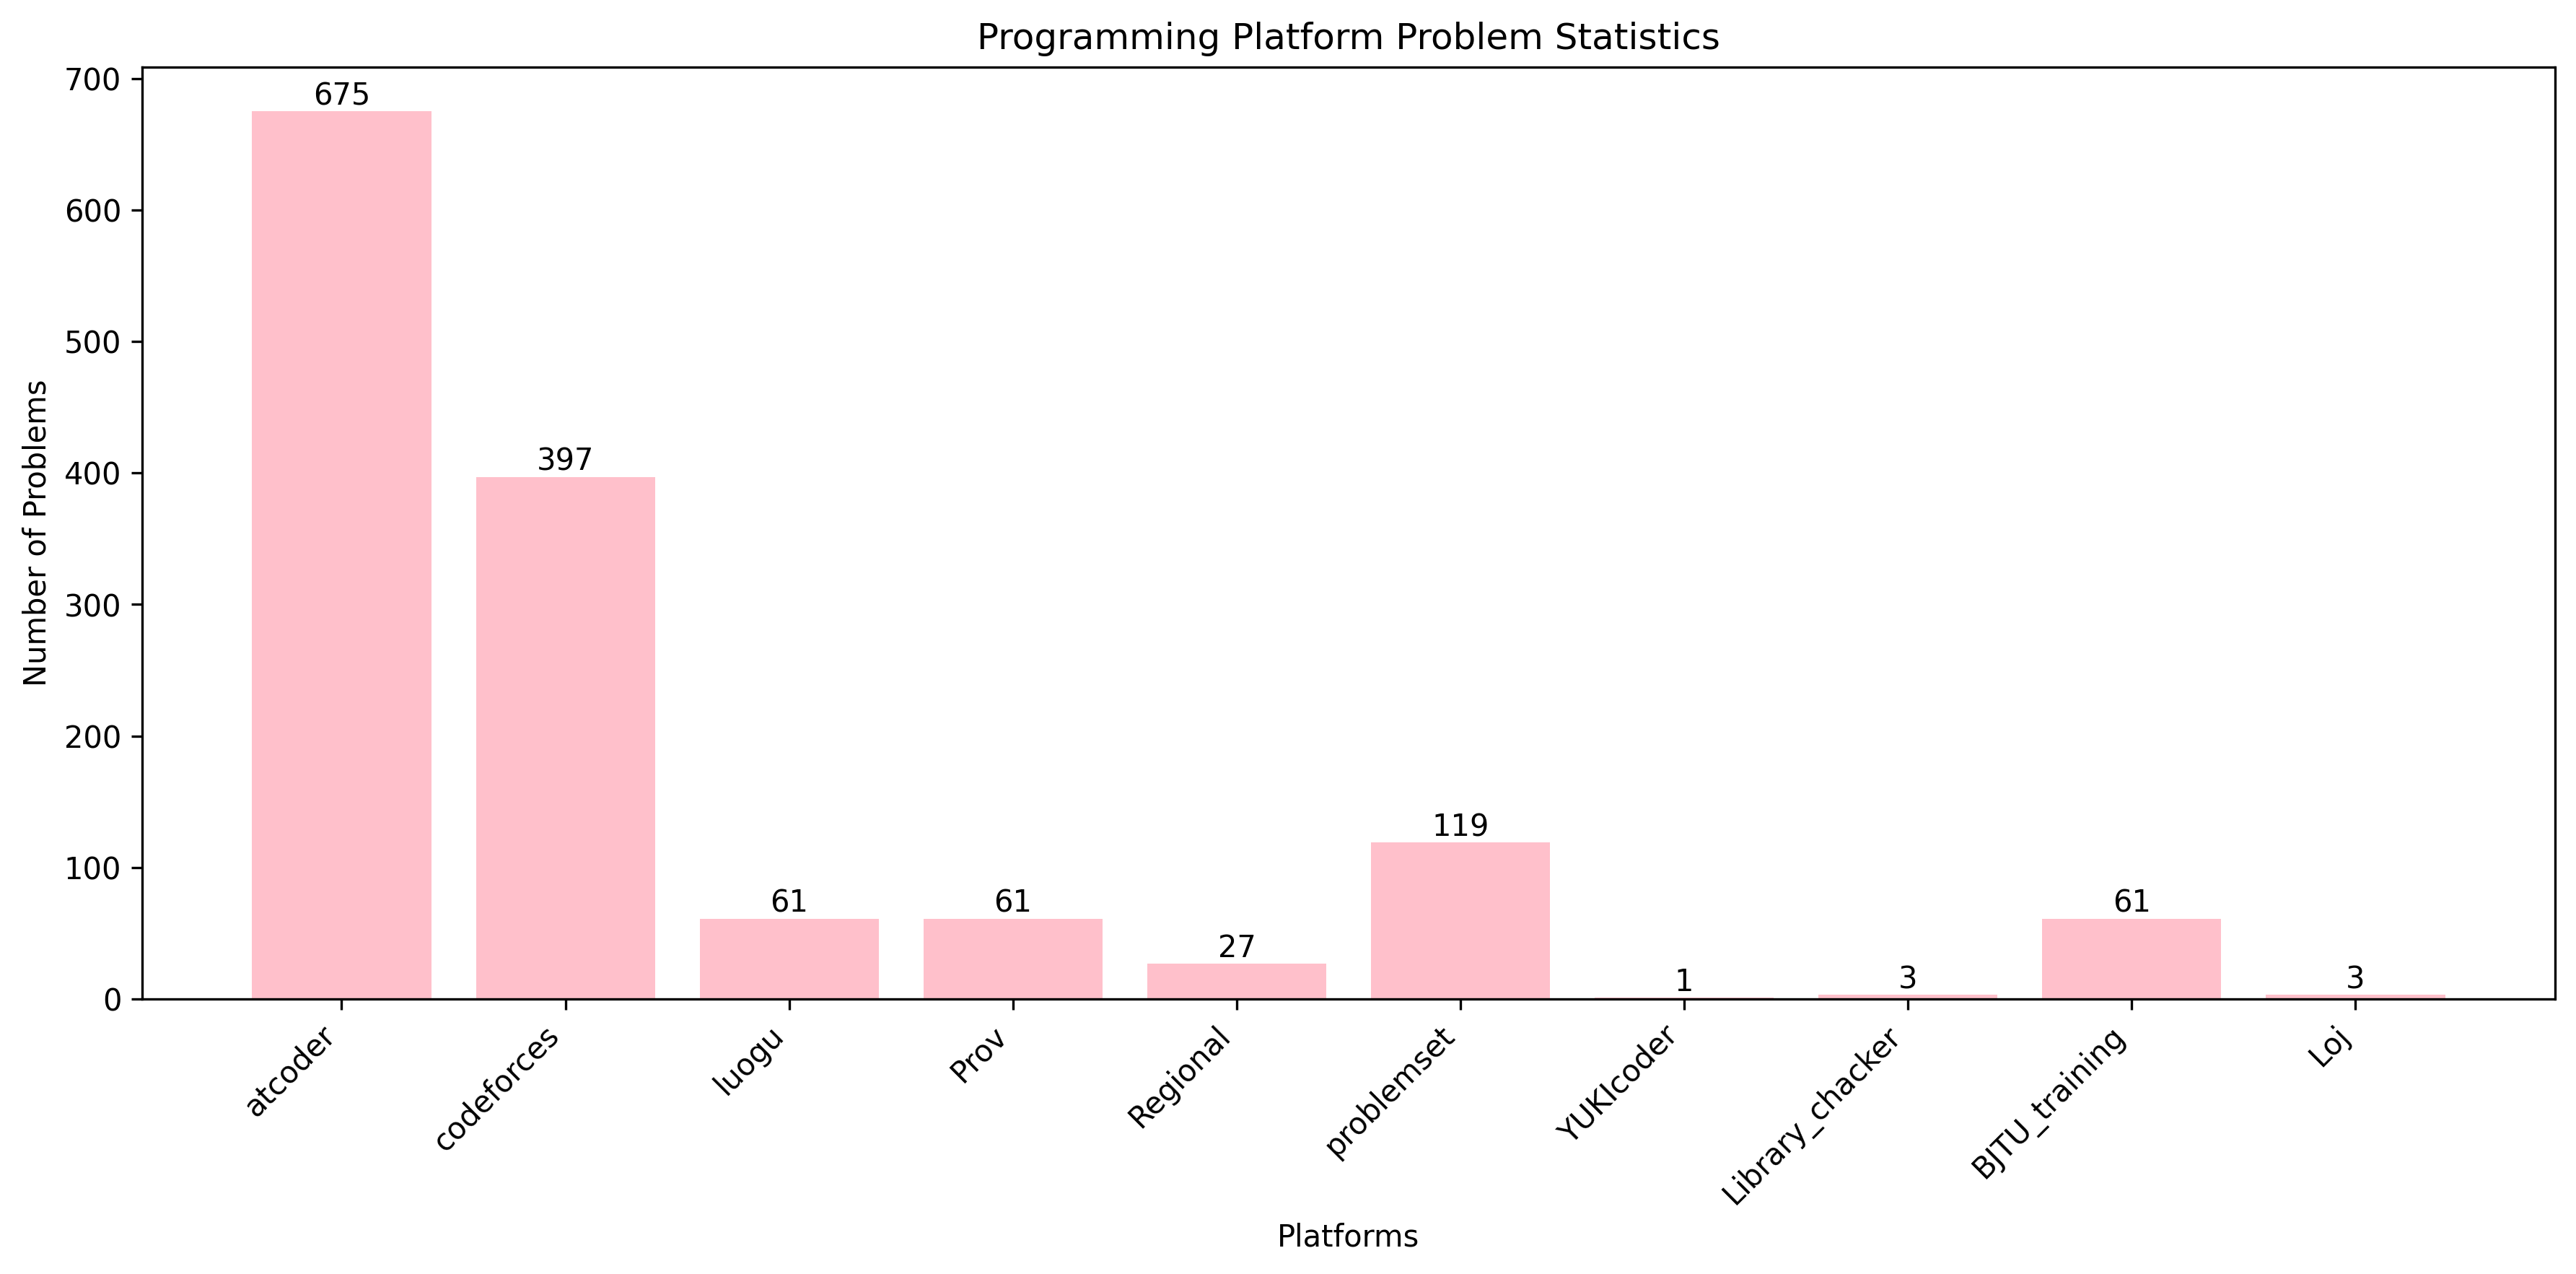 Programming Platform Problem Statistics
Number of Problems
700
600
500
400
300
200
100
0
675
397
61
61
27
119
1
3
61
3
atcoder
codeforces
luogu
Prov
Regional
problemset
YUKIcoder
Library_chacker
BJTU_training
Loj
Platforms